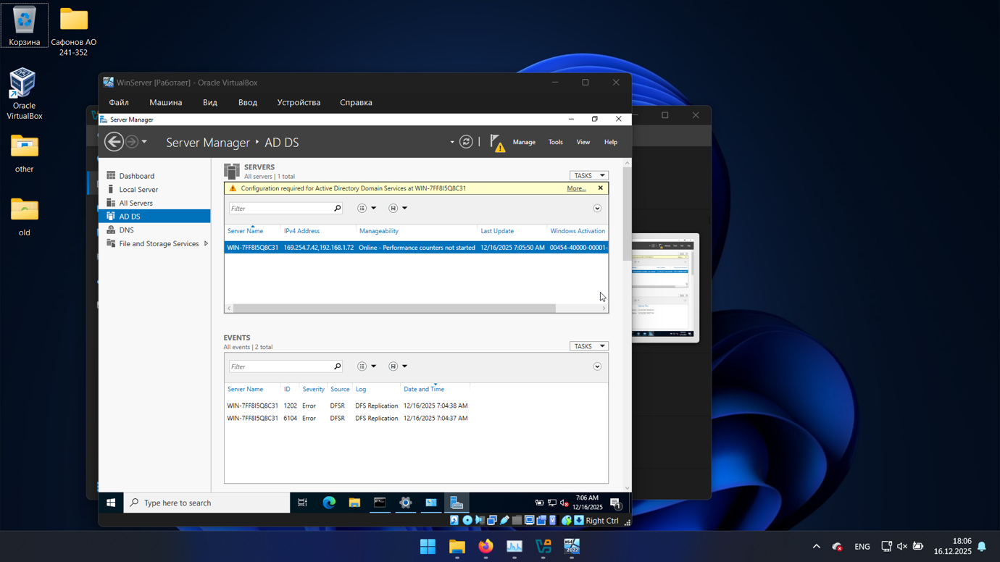 Корзина
Сафонов АО
241-352
Oracle
VirtualBox
other
old
WinServer [Работает] - Oracle VirtualBox
Файл
Машина
Вид
Ввод
Устройства
Справка
Server Manager
Server Manager ‣ AD DS
Manage
Tools
View
Help
Dashboard
Local Server
All Servers
AD DS
DNS
File and Storage Services
SERVERS
All servers | 1 total
TASKS
Configuration required for Active Directory Domain Services at WIN-7FF8I5Q8C31
More...
Filter
Server Name IPv4 Address Manageability Last Update Windows Activation
WIN-7FF8I5Q8C31 169.254.7.42,192.168.1.72 Online - Performance counters not started 12/16/2025 7:05:50 AM 00454-40000-00001-
EVENTS
All events | 2 total
TASKS
Filter
Server Name ID Severity Source Log Date and Time
WIN-7FF8I5Q8C31 1202 Error DFSR DFS Replication 12/16/2025 7:04:38 AM
WIN-7FF8I5Q8C31 6104 Error DFSR DFS Replication 12/16/2025 7:04:37 AM
Type here to search
7:06 AM
12/16/2025
1
Right Ctrl
X64
2022
ENG
18:06
16.12.2025